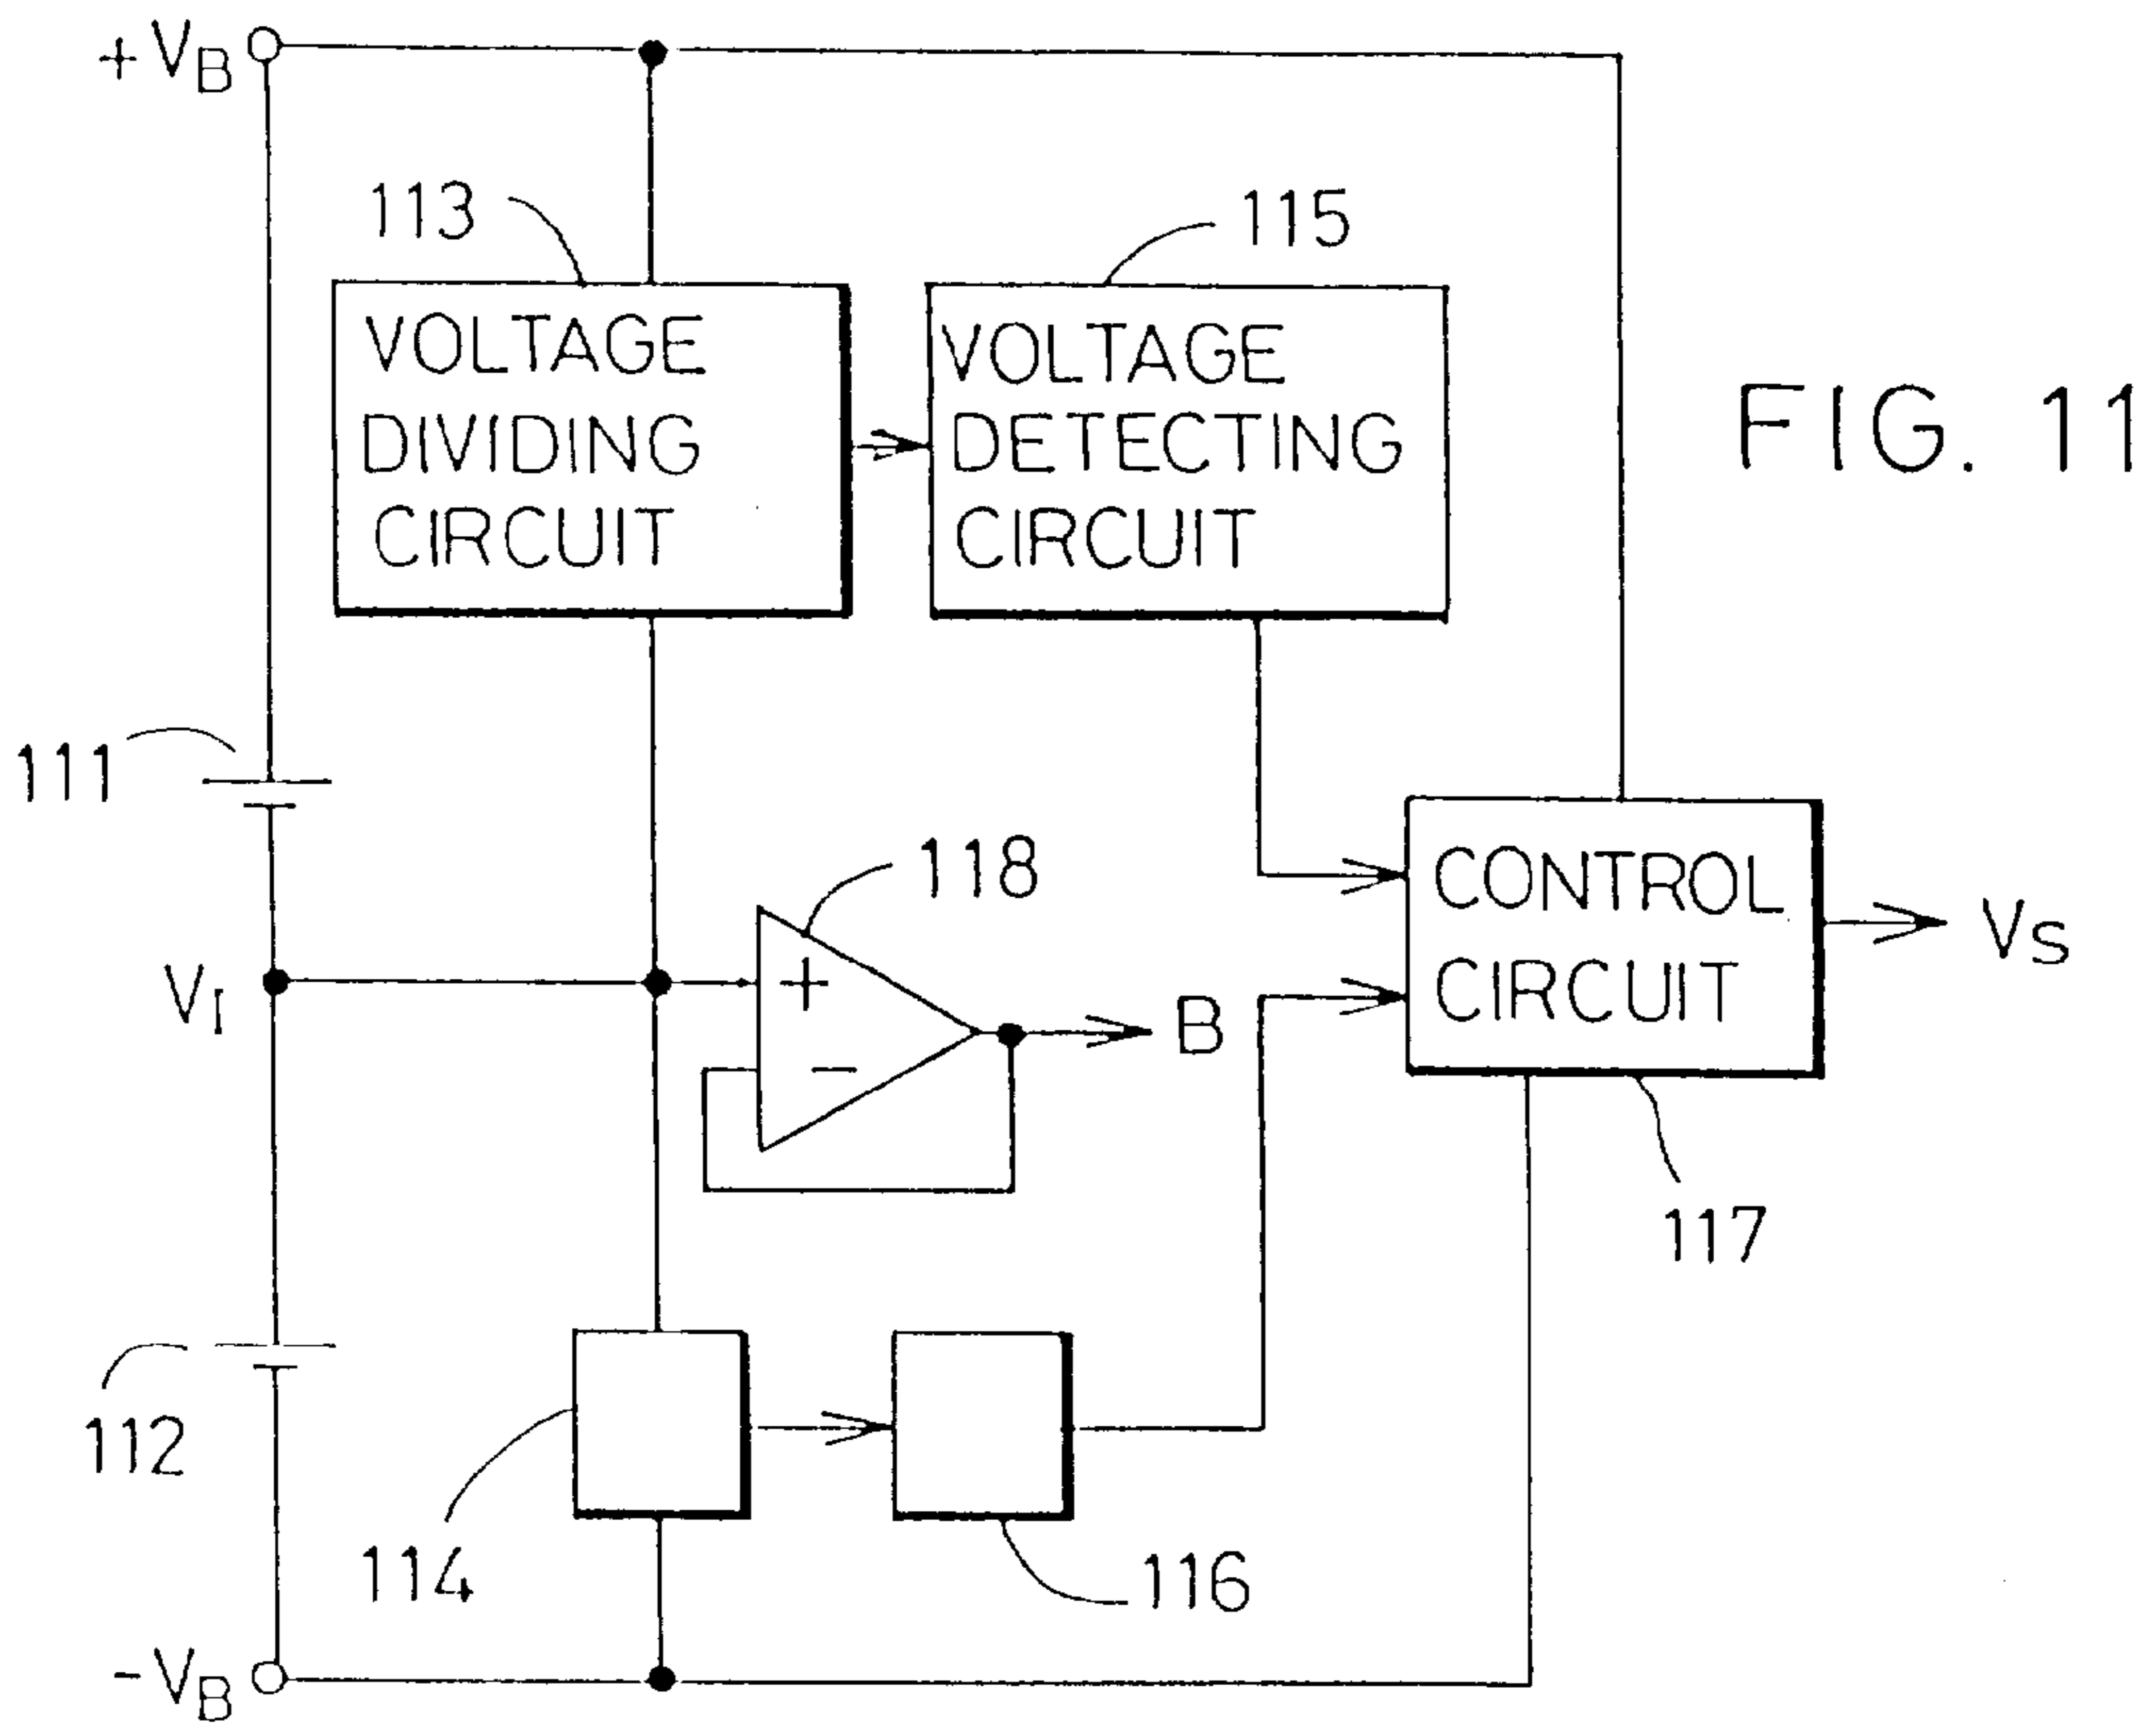 +VB
113
115
VOLTAGE
DIVIDING
CIRCUIT
VOLTAGE
DETECTING
CIRCUIT
FIG. 11
111
118
CONTROL
CIRCUIT
VS
VI
+
B
−
117
112
114
116
-VB